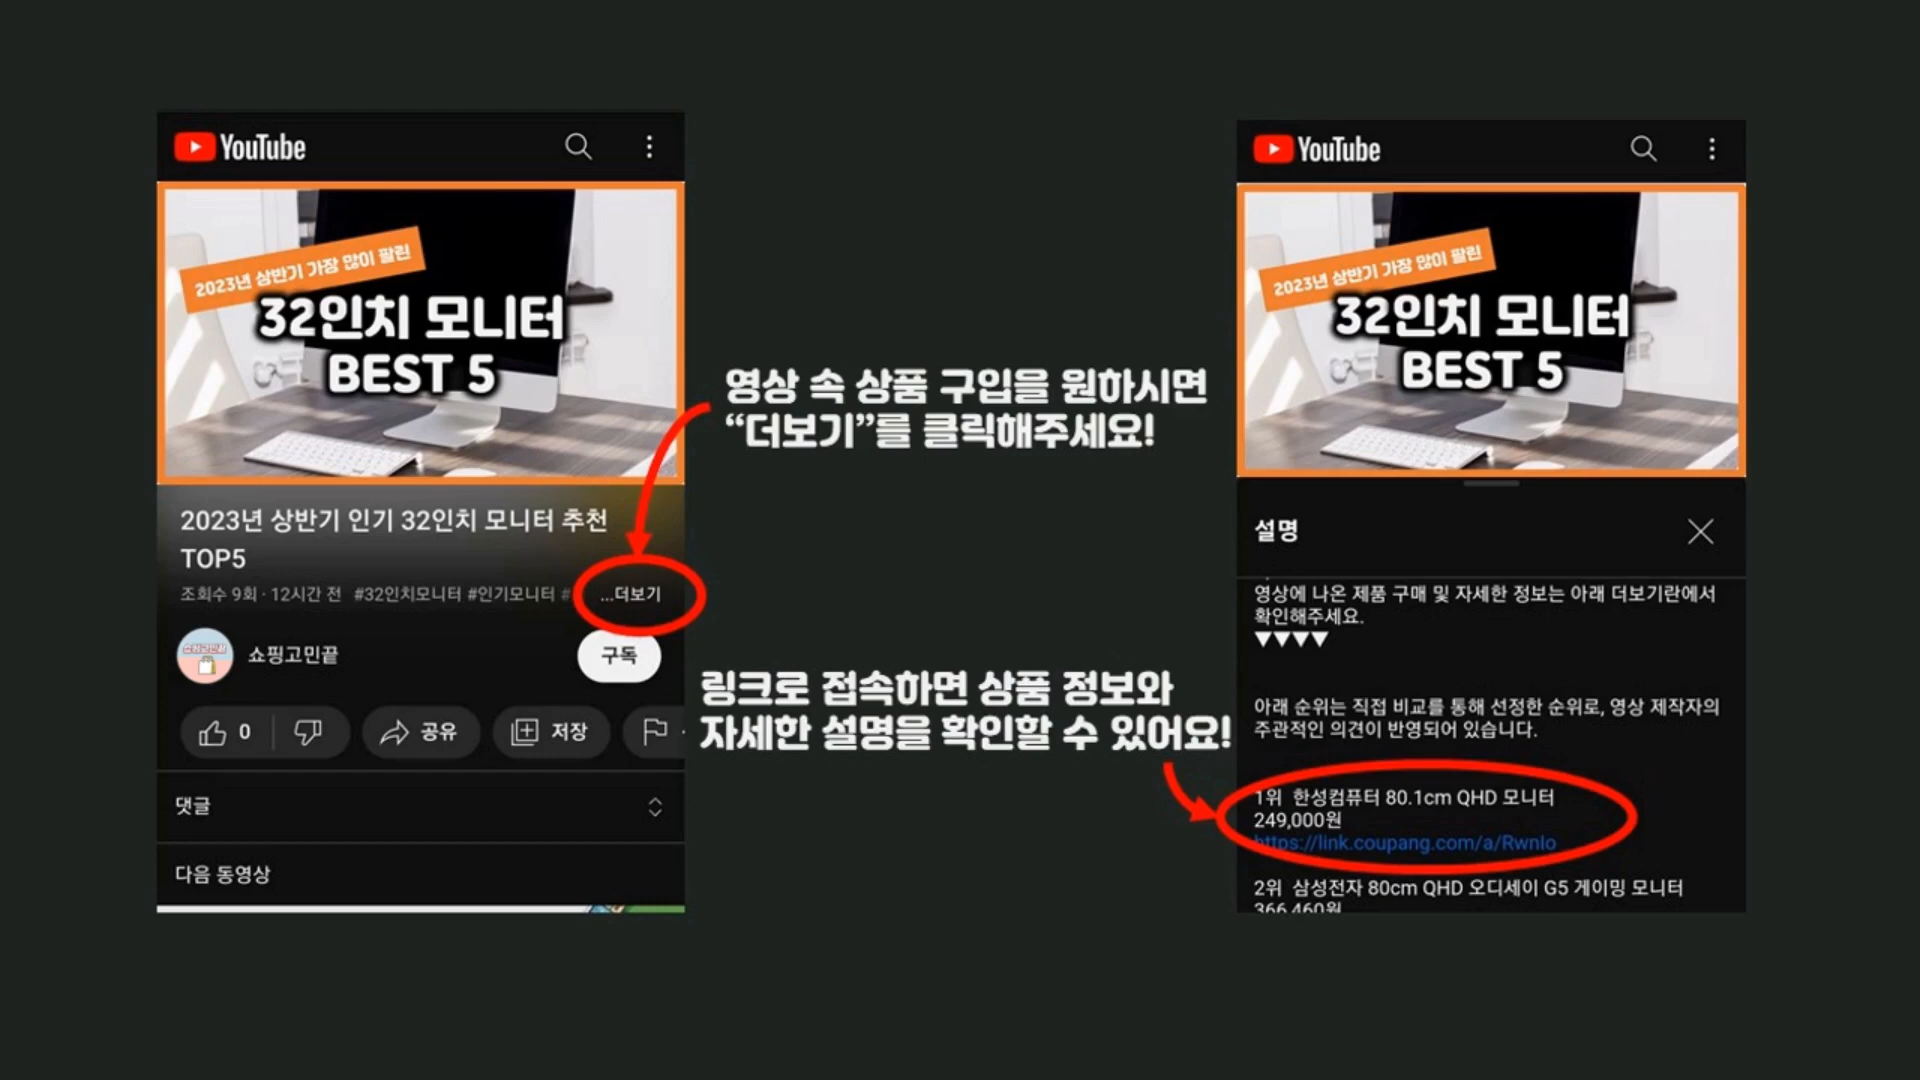 YouTube
2023년 상반기 가장 많이 팔린
32인치 모니터
BEST 5
2023년 상반기 인기 32인치 모니터 추천
TOP5
조회수 9회 · 12시간 전 #32인치모니터 #인기모니터 # ...더보기
쇼핑고민끝
쇼핑고민끝
구독
0
공유
저장
댓글
다음 동영상
영상 속 상품 구입을 원하시면
“더보기”를 클릭해주세요!
링크로 접속하면 상품 정보와
자세한 설명을 확인할 수 있어요!
YouTube
2023년 상반기 가장 많이 팔린
32인치 모니터
BEST 5
설명
영상에 나온 제품 구매 및 자세한 정보는 아래 더보기란에서
확인해주세요.
▼▼▼▼
아래 순위는 직접 비교를 통해 선정한 순위로, 영상 제작자의
주관적인 의견이 반영되어 있습니다.
1위 한성컴퓨터 80.1cm QHD 모니터
249,000원
https://link.coupang.com/a/RwnIo
2위 삼성전자 80cm QHD 오디세이 G5 게이밍 모니터
366,460원